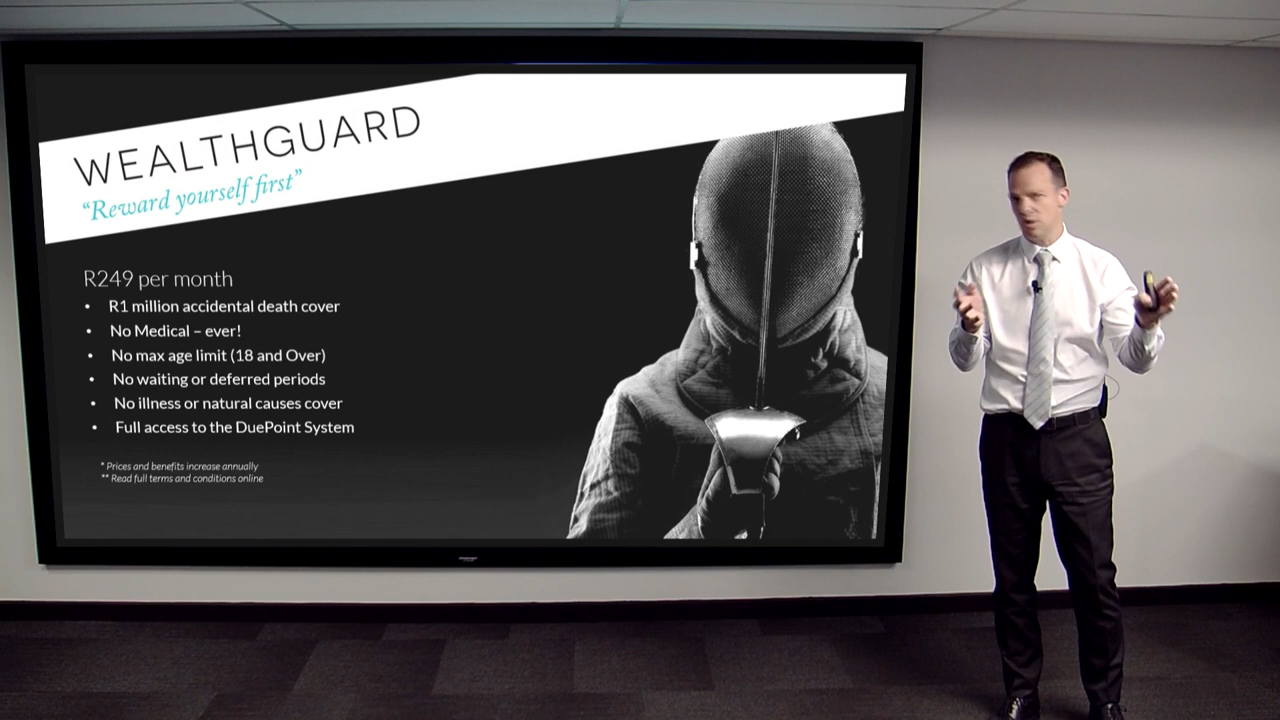 WEALTHGUARD
“Reward yourself first”
R249 per month
• R1 million accidental death cover
• No Medical – ever!
• No max age limit (18 and Over)
• No waiting or deferred periods
• No illness or natural causes cover
• Full access to the DuePoint System
* Prices and benefits increase annually
** Read full terms and conditions online